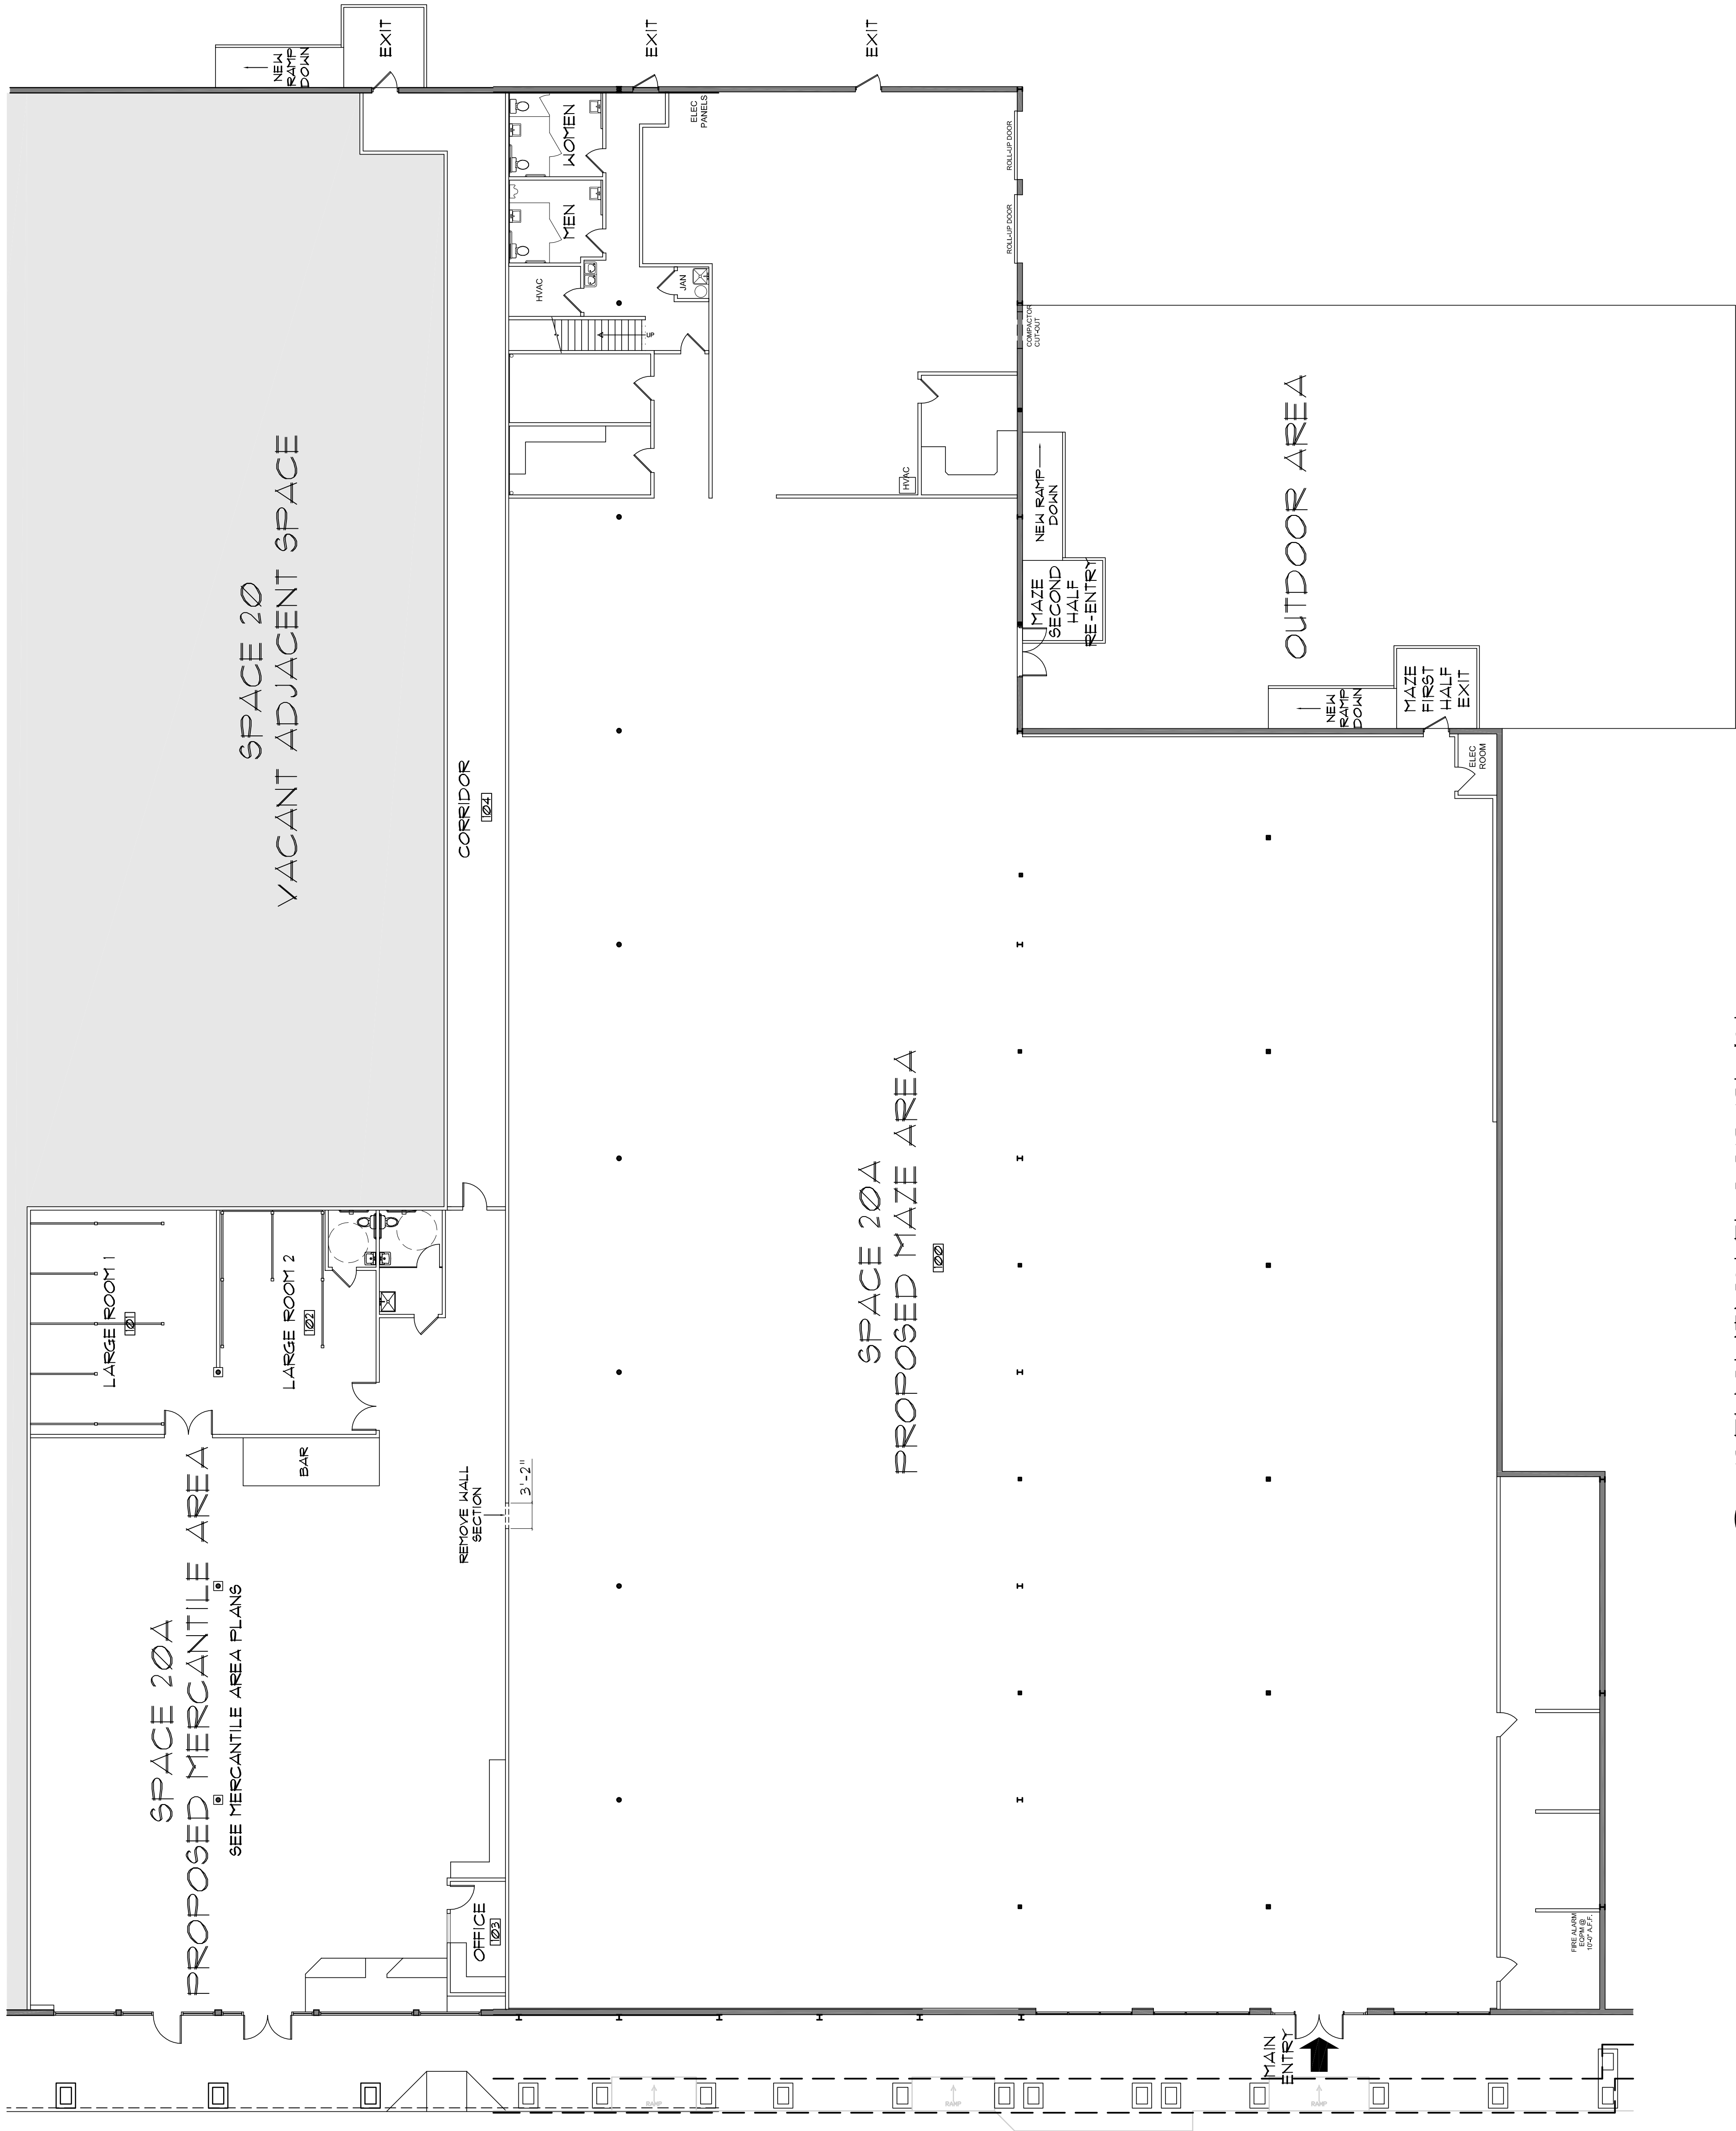 EXIT
EXIT
EXIT
NEW
RAMP
DOWN
WOMEN
ELEC
PANELS
MEN
ROLL-UP DOOR
ROLL-UP DOOR
HVAC
JAN
UP
COMPACTOR
CUT-OUT
SPACE 20
VACANT ADJACENT SPACE
HVAC
NEW RAMP
DOWN
MAZE
SECOND
HALF
RE-ENTRY
OUTDOOR AREA
NEW
RAMP
DOWN
MAZE
FIRST
HALF
EXIT
ELEC
ROOM
CORRIDOR
104
LARGE ROOM 1
101
LARGE ROOM 2
102
SPACE 20A
PROPOSED MAZE AREA
100
BAR
REMOVE WALL
SECTION
3'-2"
SPACE 20A
PROPOSED MERCANTILE AREA
SEE MERCANTILE AREA PLANS
OFFICE
103
FIRE ALARM
EQPM @
10'-0" A.F.F.
MAIN
ENTRY
RAMP
RAMP
RAMP